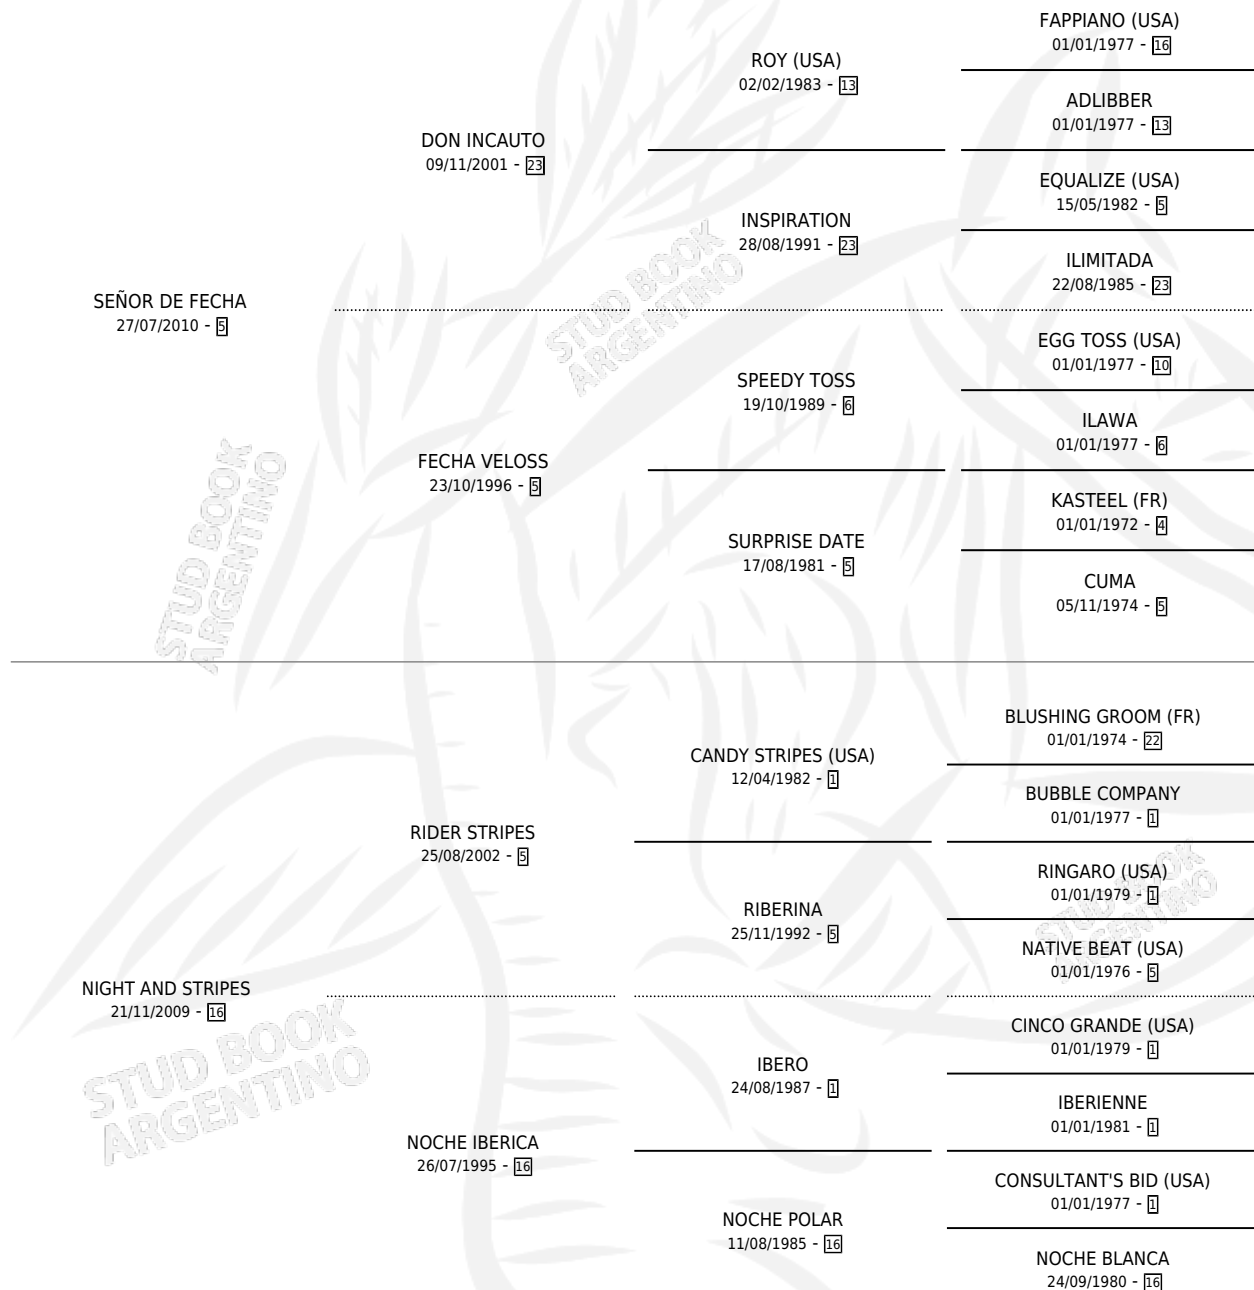 FAPPIANO (USA)
01/01/1977 - 16
ROY (USA)
02/02/1983 - 13
ADLIBBER
01/01/1977 - 13
DON INCAUTO
09/11/2001 - 23
EQUALIZE (USA)
15/05/1982 - 5
INSPIRATION
28/08/1991 - 23
ILIMITADA
22/08/1985 - 23
SEÑOR DE FECHA
27/07/2010 - 5
EGG TOSS (USA)
01/01/1977 - 10
SPEEDY TOSS
19/10/1989 - 6
ILAWA
01/01/1977 - 6
FECHA VELOSS
23/10/1996 - 5
KASTEEL (FR)
01/01/1972 - 4
SURPRISE DATE
17/08/1981 - 5
CUMA
05/11/1974 - 5
BLUSHING GROOM (FR)
01/01/1974 - 22
CANDY STRIPES (USA)
12/04/1982 - 1
BUBBLE COMPANY
01/01/1977 - 1
RIDER STRIPES
25/08/2002 - 5
RINGARO (USA)
01/01/1979 - 1
RIBERINA
25/11/1992 - 5
NATIVE BEAT (USA)
01/01/1976 - 5
NIGHT AND STRIPES
21/11/2009 - 16
CINCO GRANDE (USA)
01/01/1979 - 1
IBERO
24/08/1987 - 1
IBERIENNE
01/01/1981 - 1
NOCHE IBERICA
26/07/1995 - 16
CONSULTANT'S BID (USA)
01/01/1977 - 1
NOCHE POLAR
11/08/1985 - 16
NOCHE BLANCA
24/09/1980 - 16
STUD BOOK
ARGENTINO
STUD BOOK
ARGENTINO
STUD BOOK
ARGENTINO
STUD BOOK
ARGENTINO